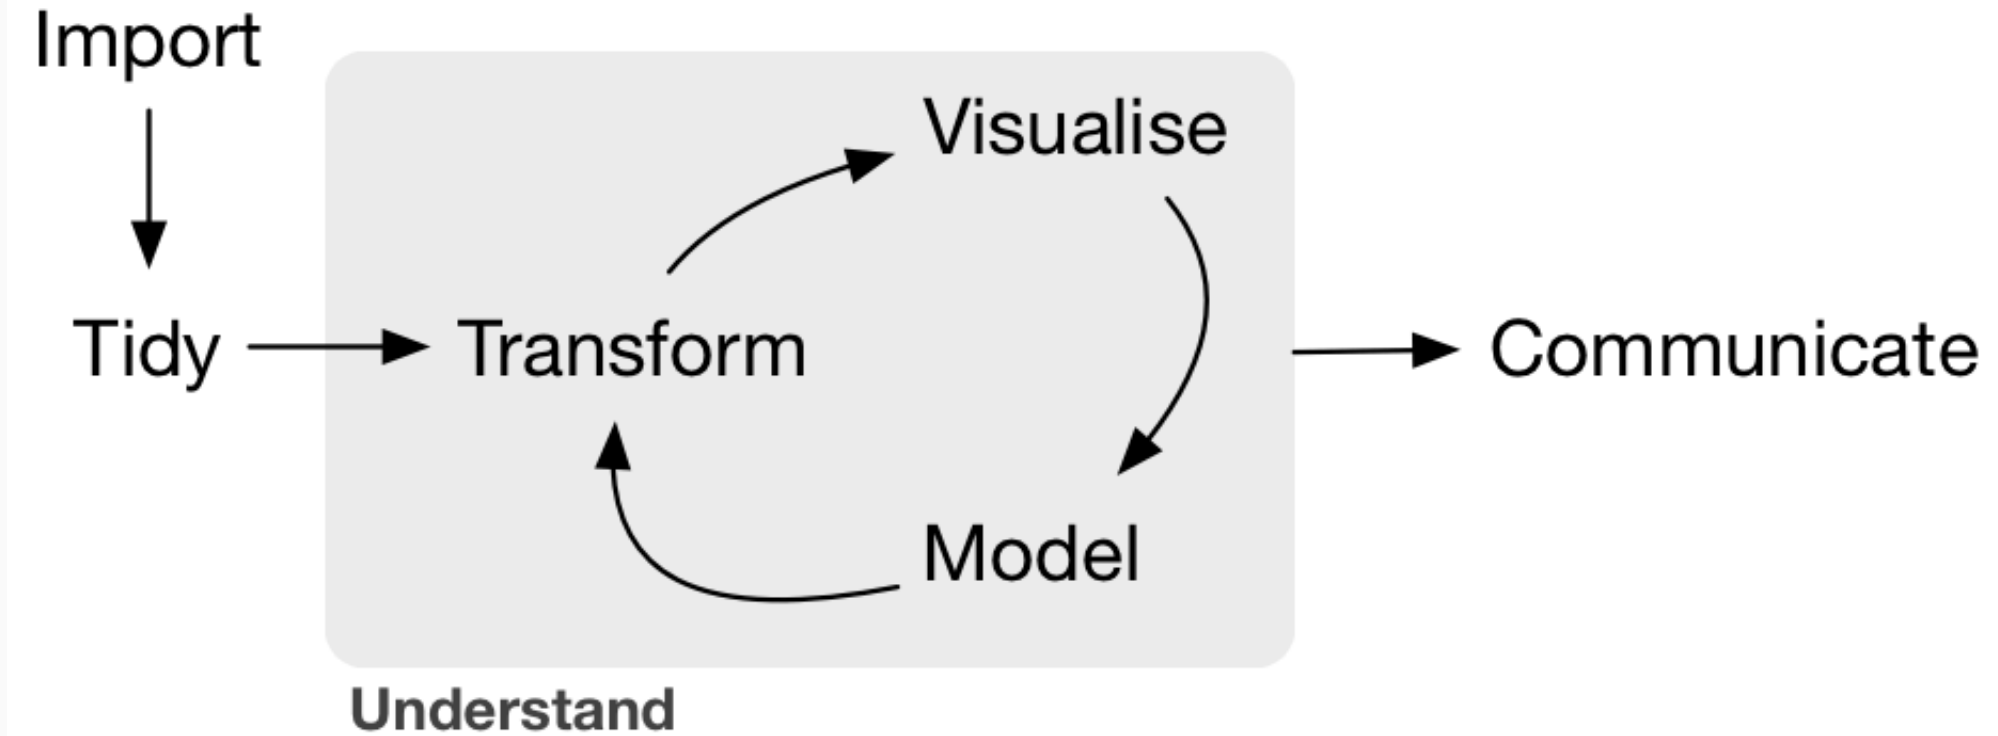 Import
Visualise
Tidy
Transform
Communicate
Model
Understand